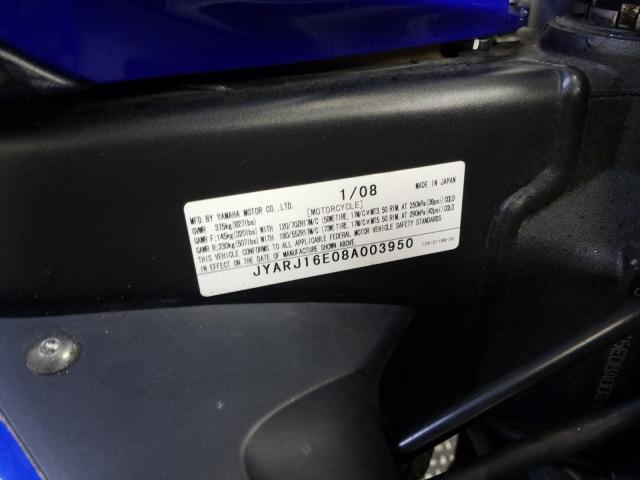 MFD. BY YAMAHA MOTOR CO.,LTD. 1/08 MADE IN JAPAN
GVWR 375kg(827lbs) [MOTORCYCLE]
GAWR F:145kg(320lbs) WITH 120/70ZR17M/C (58W)TIRE, 17M/C×MT3.50 RIM, AT 250kPa(36psi)COLD
GAWR R:230kg(507lbs) WITH 180/55ZR17M/C (73W)TIRE, 17M/C×MT5.50 RIM, AT 290kPa(42psi)COLD
THIS VEHICLE CONFORMS TO ALL APPLICABLE FEDERAL MOTOR VEHICLE SAFETY STANDARDS
IN EFFECT ON THE DATE OF MANUFACTURE SHOWN ABOVE.
JYARJ16E08A003950